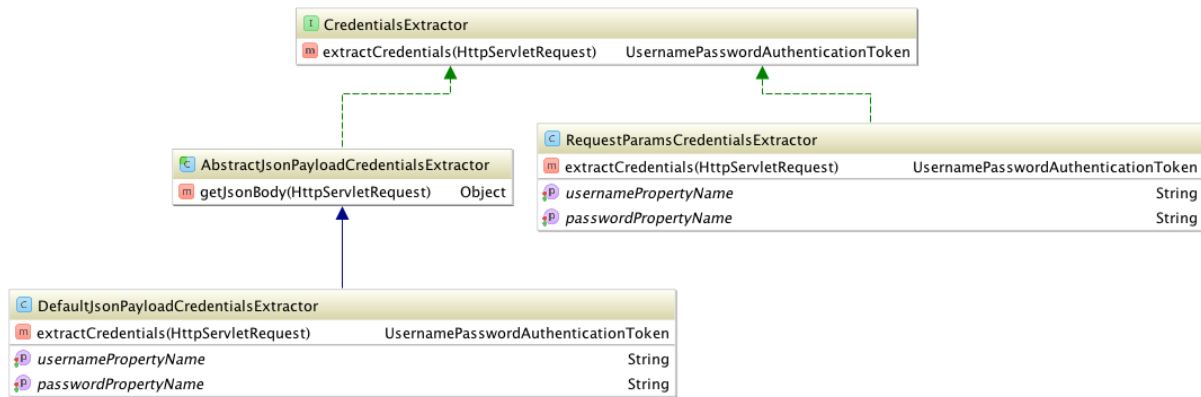 I CredentialsExtractor
m extractCredentials(HttpServletRequest) UsernamePasswordAuthenticationToken
C AbstractJsonPayloadCredentialsExtractor
m getJsonBody(HttpServletRequest) Object
C RequestParamsCredentialsExtractor
m extractCredentials(HttpServletRequest) UsernamePasswordAuthenticationToken
p usernamePropertyName String
p passwordPropertyName String
C DefaultJsonPayloadCredentialsExtractor
m extractCredentials(HttpServletRequest) UsernamePasswordAuthenticationToken
p usernamePropertyName String
p passwordPropertyName String